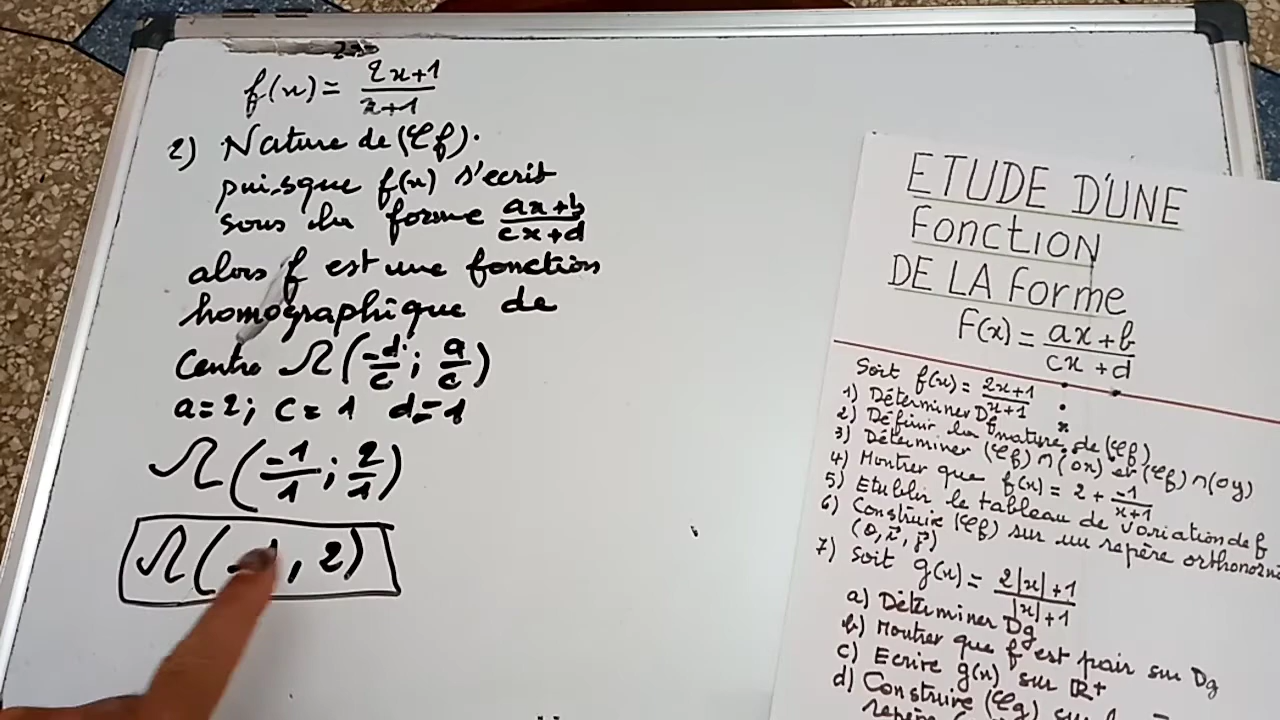 f(x) = 2x+1 / x+1
2) Nature de (Cf).
puisque f(x) s'ecrit
sous la forme ax+b / cx+d
alors f est une fonction
homographique de
Centre Ω(-d/c ; a/c)
a=2; c=1 d=1
Ω(-1/1 ; 2/1)
Ω(-1, 2)
ETUDE D'UNE
Fonction
DE LA Forme
F(x) = ax+b / cx+d
Soit f(x) = 2x+1 / x+1
1) Déterminer Df
2) Définir la nature de (Cf)
3) Déterminer (Cf)∩(ox) et (Cf)∩(oy)
4) Montrer que f(x) = 2 + -1 / x+1
5) Etablir le tableau de variation de f
6) Construire (Cf) sur un repère
(o, i, j)
7) Soit g(x) = 2|x|+1 / |x|+1
a) Déterminer Dg
b) Montrer que f est pair sur Dg
c) Ecrire g(x) sur R+
d) Construire (Cg) sur
repère